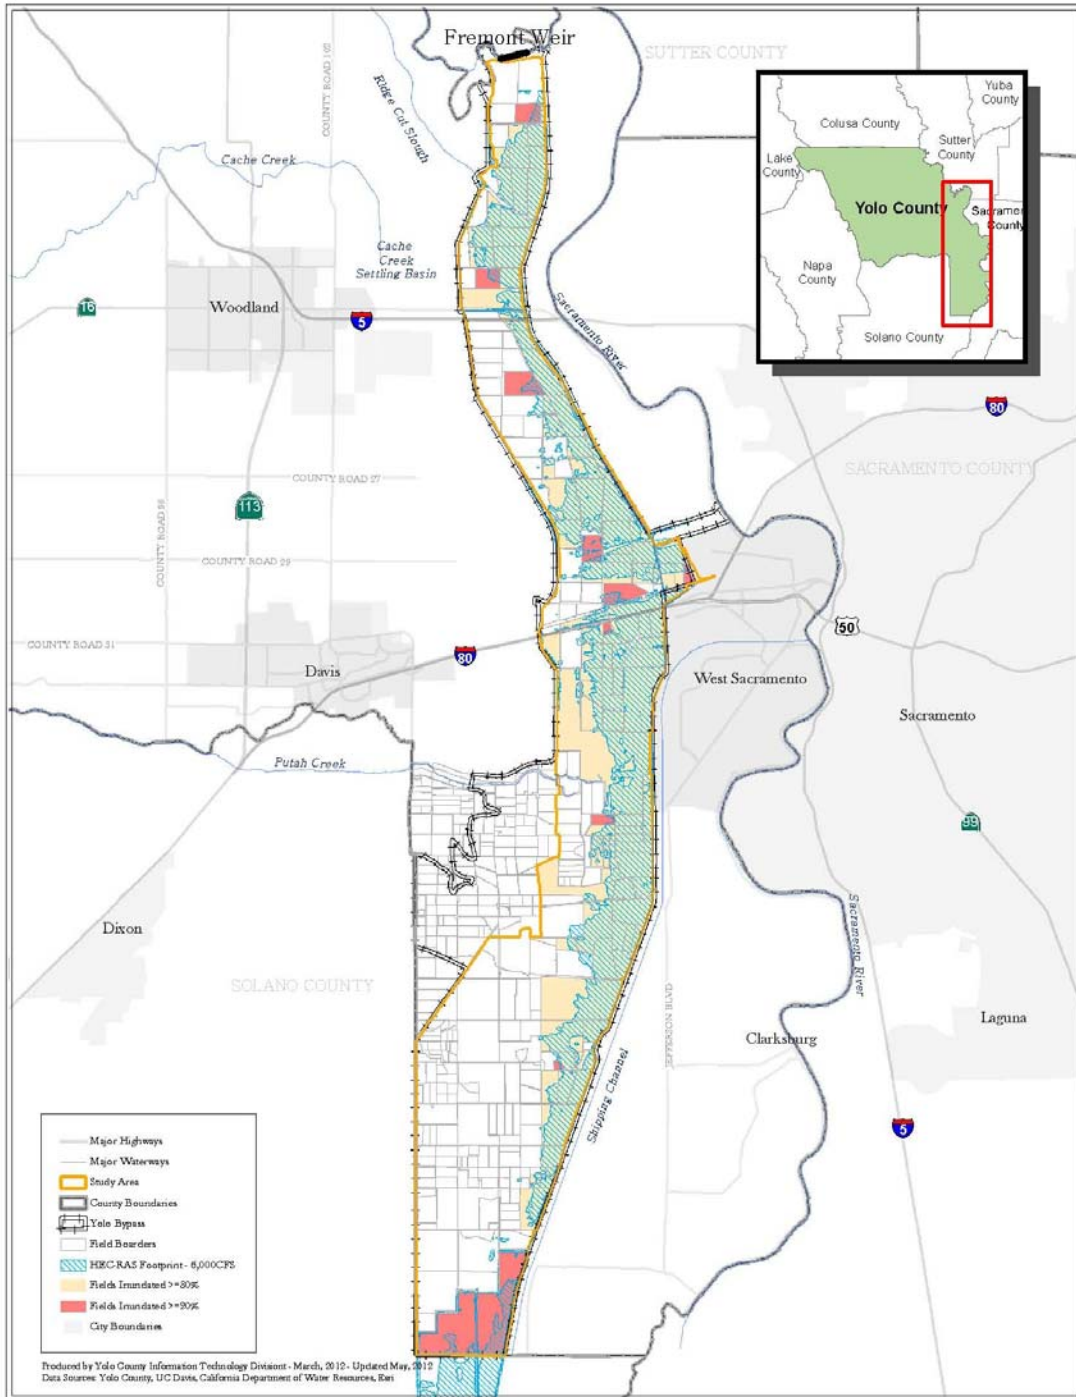 Fremont Weir
SUTTER COUNTY
COUNTY ROAD 102
Ridge Cut Slough
Yuba
County
Colusa County
Sutter
County
Lake
County
Yolo County
Sacramen
County
Napa
County
Solano County
Cache Creek
Cache
Creek
Settling Basin
16
Woodland
5
Sacramento River
80
SACRAMENTO COUNTY
COUNTY ROAD 27
113
COUNTY ROAD 98
COUNTY ROAD 29
COUNTY ROAD 31
50
80
Davis
West Sacramento
Sacramento
Putah Creek
99
Dixon
Sacramento River
SOLANO COUNTY
JEFFERSON BLVD
Laguna
Clarksburg
Shipping Channel
5
Major Highways
Major Waterways
Study Area
County Boundaries
Yolo Bypass
Field Boarders
HEC-RAS Footprint - 6,000CFS
Fields Inundated >=30%
Fields Inundated >=90%
City Boundaries
Produced by Yolo County Information Technology Division - March, 2012 - Updated May, 2012
Data Sources: Yolo County, UC Davis, California Department of Water Resources, Esri